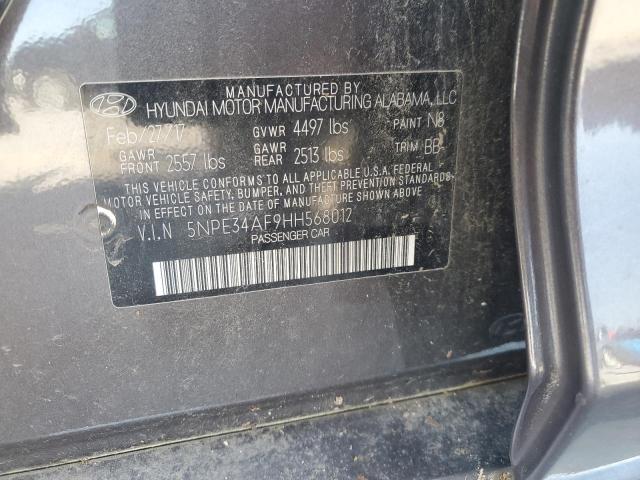 MANUFACTURED BY
HYUNDAI MOTOR MANUFACTURING ALABAMA, LLC
Feb/27/17 GVWR 4497 lbs PAINT N8
GAWR FRONT 2557 lbs GAWR REAR 2513 lbs TRIM BB
THIS VEHICLE CONFORMS TO ALL APPLICABLE U.S.A. FEDERAL
MOTOR VEHICLE SAFETY, BUMPER, AND THEFT PREVENTION STANDARDS
IN EFFECT ON THE DATE OF MANUFACTURE SHOWN ABOVE.
V.I.N 5NPE34AF9HH568012
PASSENGER CAR